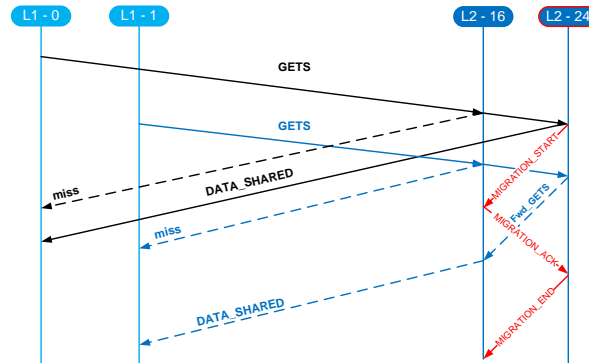 L1 - 0
L1 - 1
L2 - 16
L2 - 24
GETS
GETS
MIGRATION_START
miss
DATA_SHARED
Fwd_GETS
miss
MIGRATION_ACK
DATA_SHARED
MIGRATION_END